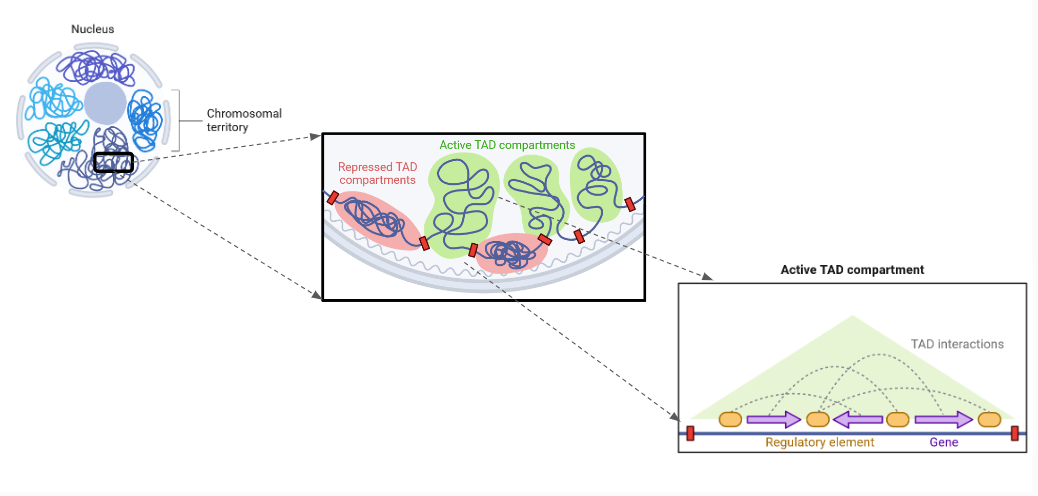 Nucleus
Chromosomal
territory
Active TAD compartments
Repressed TAD
compartments
Active TAD compartment
TAD interactions
Regulatory element
Gene